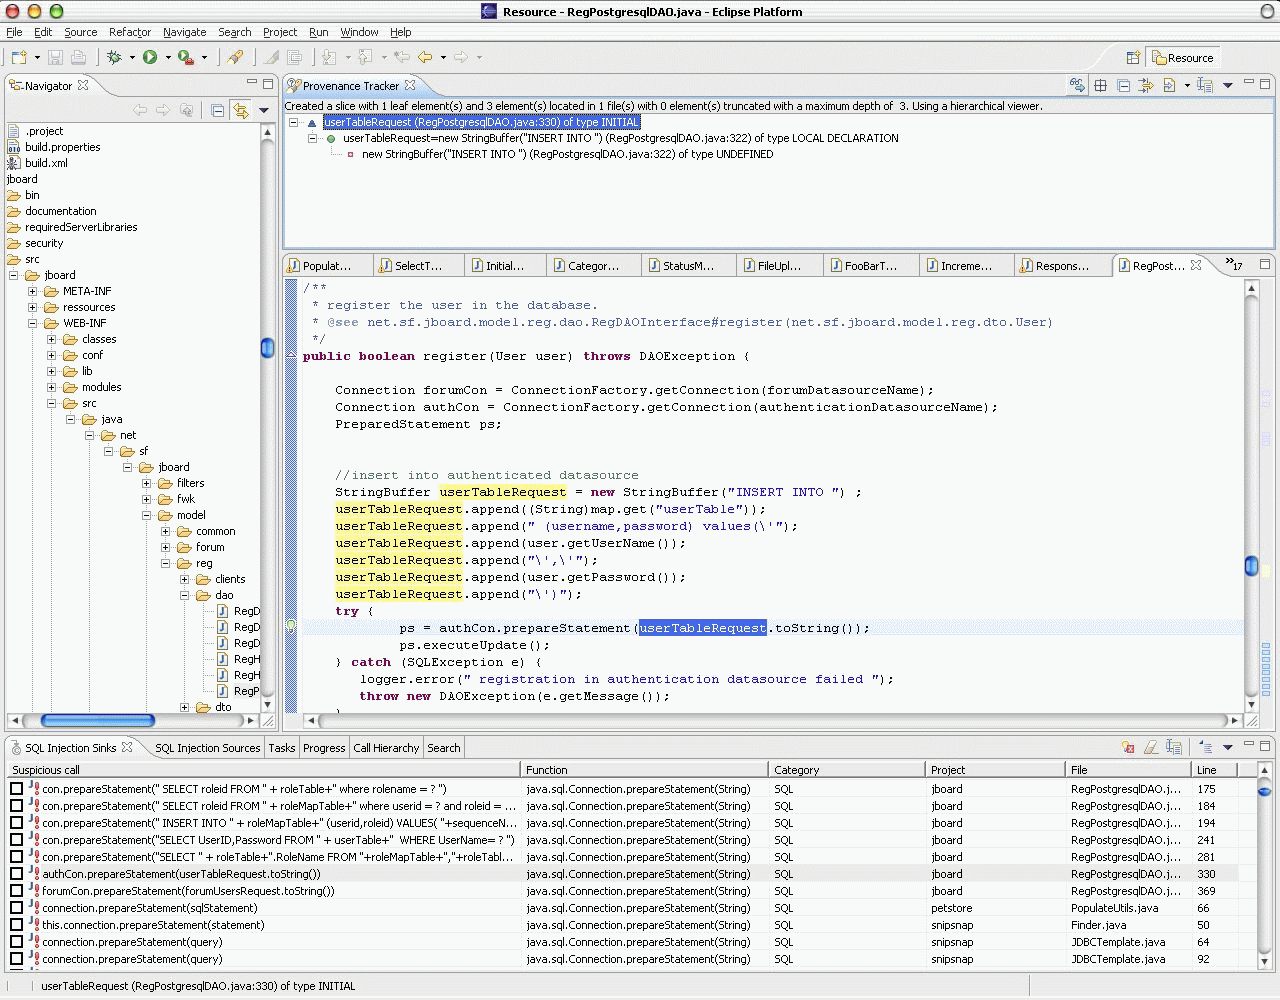 Resource - RegPostgresqlDAO.java - Eclipse Platform
File Edit Source Refactor Navigate Search Project Run Window Help
Resource
Navigator
.project
build.properties
build.xml
jboard
bin
documentation
requiredServerLibraries
security
src
jboard
META-INF
ressources
WEB-INF
classes
conf
lib
modules
src
java
net
sf
jboard
filters
fwk
model
common
forum
reg
clients
dao
RegD
RegD
RegD
RegH
RegH
RegP
dto
Provenance Tracker
Created a slice with 1 leaf element(s) and 3 element(s) located in 1 file(s) with 0 element(s) truncated with a maximum depth of 3. Using a hierarchical viewer.
userTableRequest (RegPostgresqlDAO.java:330) of type INITIAL
userTableRequest=new StringBuffer("INSERT INTO ") (RegPostgresqlDAO.java:322) of type LOCAL DECLARATION
new StringBuffer("INSERT INTO ") (RegPostgresqlDAO.java:322) of type UNDEFINED
Populat... SelectT... Initial... Categor... StatusM... FileUpl... FooBarT... Increme... Respons... RegPost... »17
/**
* register the user in the database.
* @see net.sf.jboard.model.reg.dao.RegDAOInterface#register(net.sf.jboard.model.reg.dto.User)
*/
public boolean register(User user) throws DAOException {
Connection forumCon = ConnectionFactory.getConnection(forumDatasourceName);
Connection authCon = ConnectionFactory.getConnection(authenticationDatasourceName);
PreparedStatement ps;
//insert into authenticated datasource
StringBuffer userTableRequest = new StringBuffer("INSERT INTO ") ;
userTableRequest.append((String)map.get("userTable"));
userTableRequest.append(" (username,password) values(\'");
userTableRequest.append(user.getUserName());
userTableRequest.append("\',\'");
userTableRequest.append(user.getPassword());
userTableRequest.append("\')");
try {
ps = authCon.prepareStatement(userTableRequest.toString());
ps.executeUpdate();
} catch (SQLException e) {
logger.error(" registration in authentication datasource failed ");
throw new DAOException(e.getMessage());
SQL Injection Sinks SQL Injection Sources Tasks Progress Call Hierarchy Search
Suspicious call Function Category Project File Line
con.prepareStatement(" SELECT roleid FROM " + roleTable+" where rolename = ? ") java.sql.Connection.prepareStatement(String) SQL jboard RegPostgresqlDAO.j... 175
con.prepareStatement(" SELECT roleid FROM " + roleMapTable+" where userid = ? and roleid = ... java.sql.Connection.prepareStatement(String) SQL jboard RegPostgresqlDAO.j... 184
con.prepareStatement(" INSERT INTO " + roleMapTable+" (userid,roleid) VALUES( "+sequenceN... java.sql.Connection.prepareStatement(String) SQL jboard RegPostgresqlDAO.j... 194
con.prepareStatement("SELECT UserID,Password FROM " + userTable+" WHERE UserName= ? ") java.sql.Connection.prepareStatement(String) SQL jboard RegPostgresqlDAO.j... 241
con.prepareStatement("SELECT " + roleTable+".RoleName FROM "+roleMapTable+","+roleTabl... java.sql.Connection.prepareStatement(String) SQL jboard RegPostgresqlDAO.j... 281
authCon.prepareStatement(userTableRequest.toString()) java.sql.Connection.prepareStatement(String) SQL jboard RegPostgresqlDAO.j... 330
forumCon.prepareStatement(forumUsersRequest.toString()) java.sql.Connection.prepareStatement(String) SQL jboard RegPostgresqlDAO.j... 369
connection.prepareStatement(sqlStatement) java.sql.Connection.prepareStatement(String) SQL petstore PopulateUtils.java 66
this.connection.prepareStatement(statement) java.sql.Connection.prepareStatement(String) SQL snipsnap Finder.java 50
connection.prepareStatement(query) java.sql.Connection.prepareStatement(String) SQL snipsnap JDBCTemplate.java 64
connection.prepareStatement(query) java.sql.Connection.prepareStatement(String) SQL snipsnap JDBCTemplate.java 92
userTableRequest (RegPostgresqlDAO.java:330) of type INITIAL